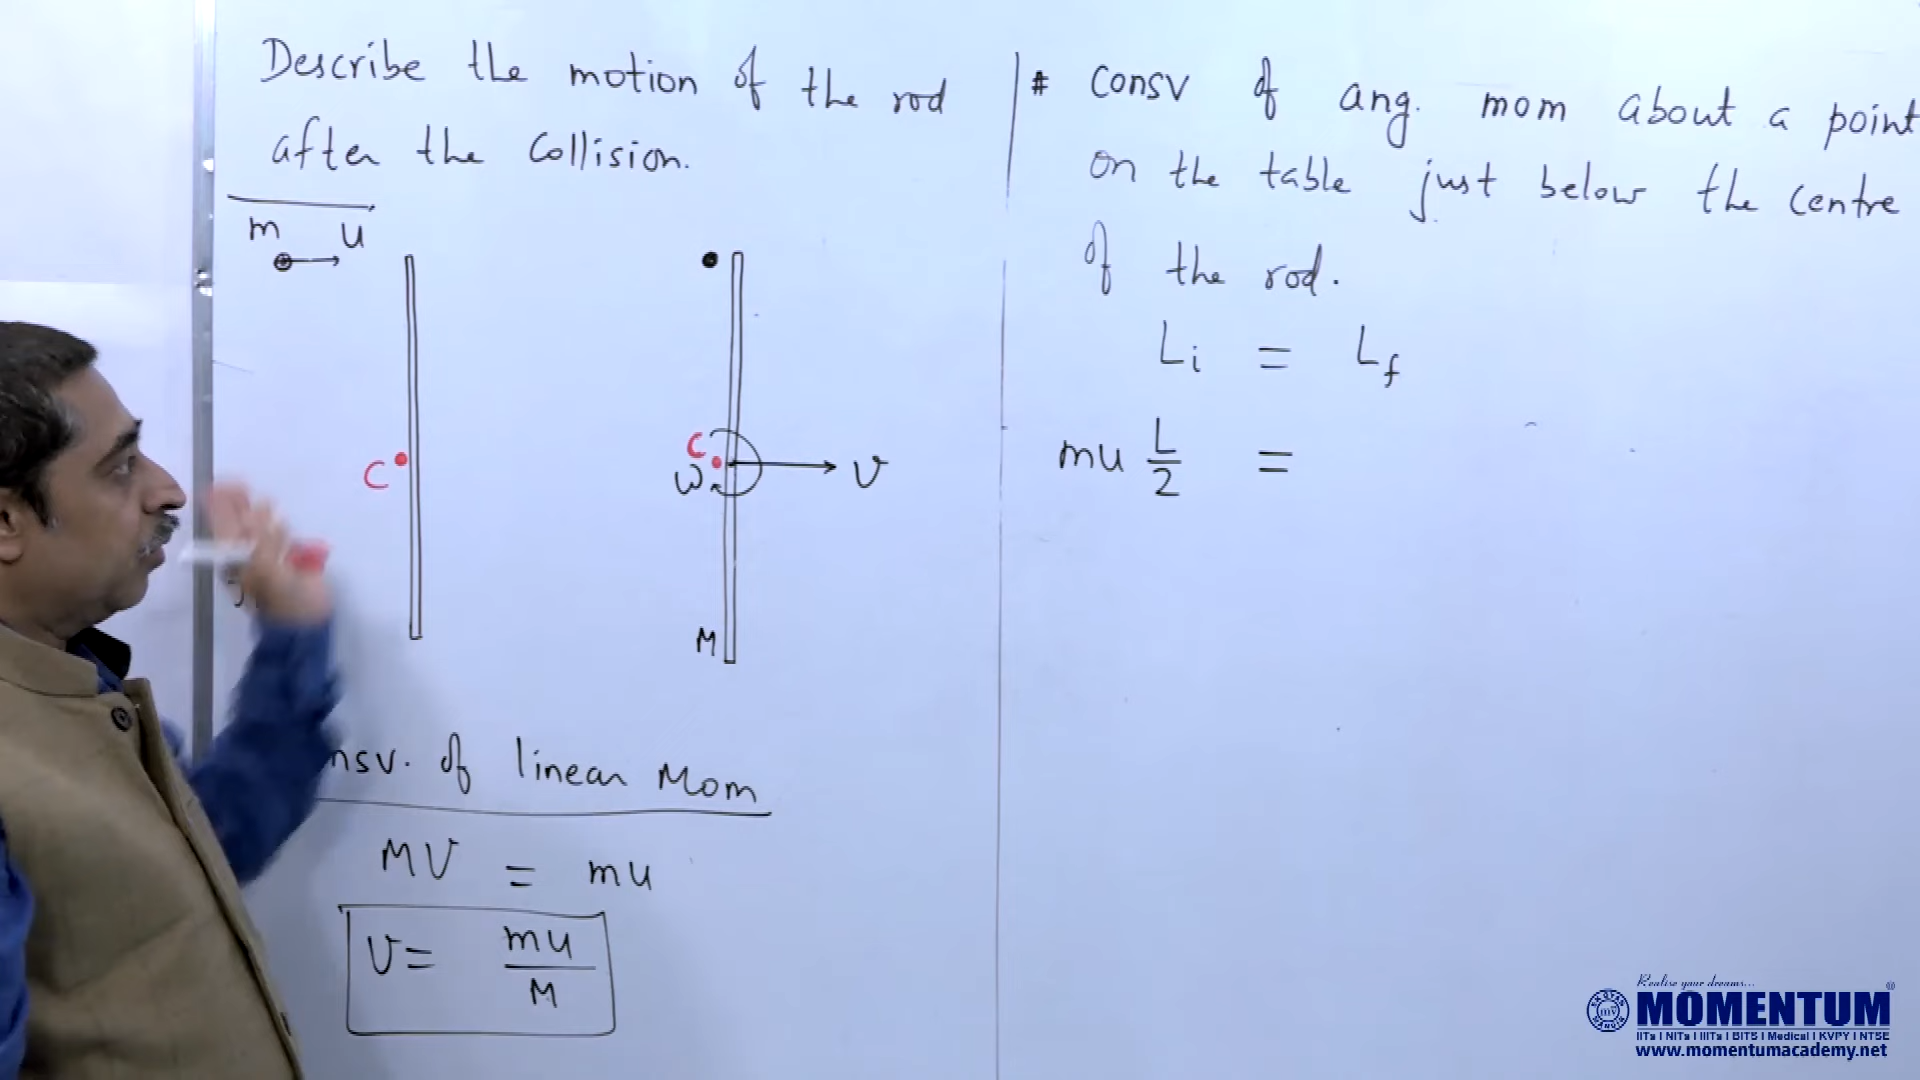 Describe the motion of the rod
after the Collision.
m u
C
C
ω
v
M
nsv. of linear Mom
MV = mu
V = mu/M
# consv of ang. mom about a point
on the table just below the centre
of the rod.
Li = Lf
mu L/2 =
Realise your dreams...
MOMENTUM
IITs | NITs | IIITs | BITS | Medical | KVPY | NTSE
www.momentumacademy.net